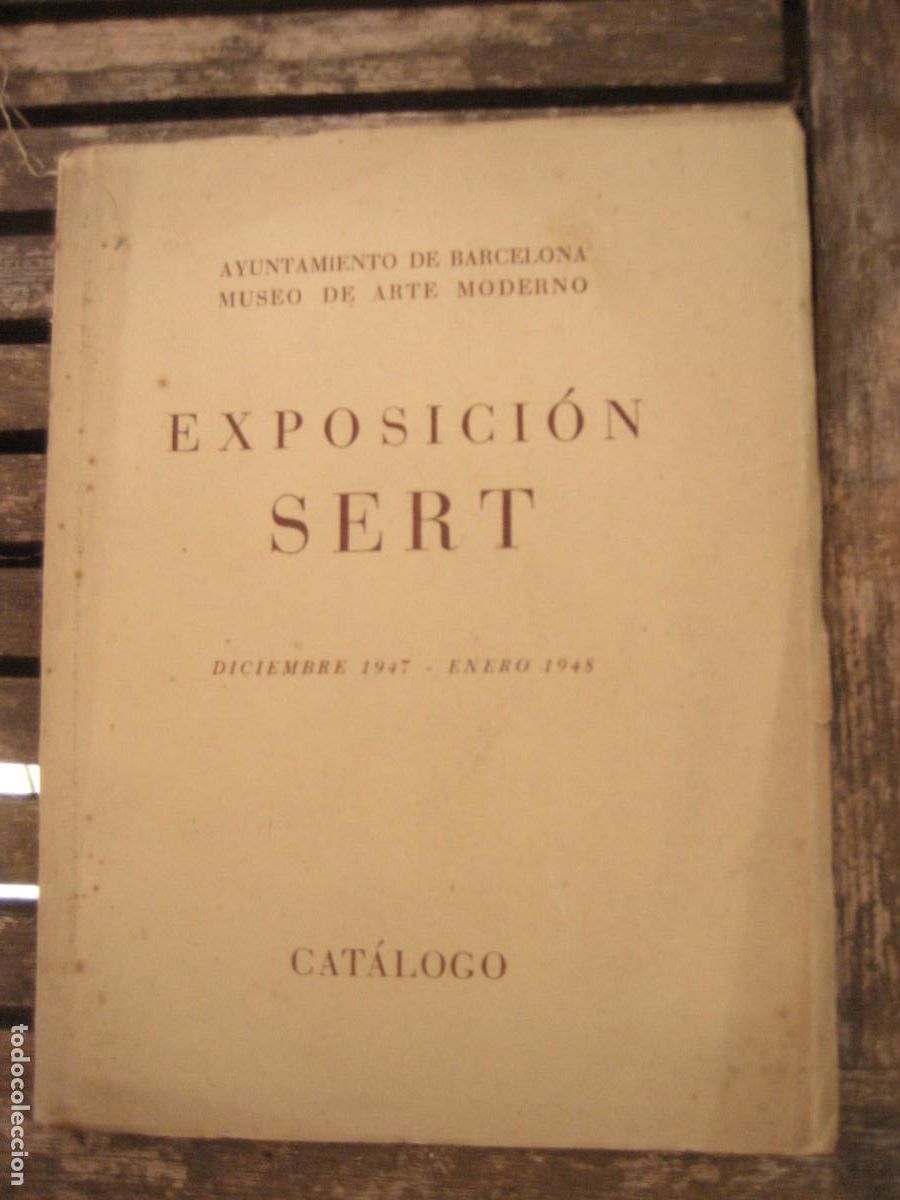 AYUNTAMIENTO DE BARCELONA
MUSEO DE ARTE MODERNO
EXPOSICIÓN
SERT
DICIEMBRE 1947 - ENERO 1948
CATÁLOGO
todocoleccion